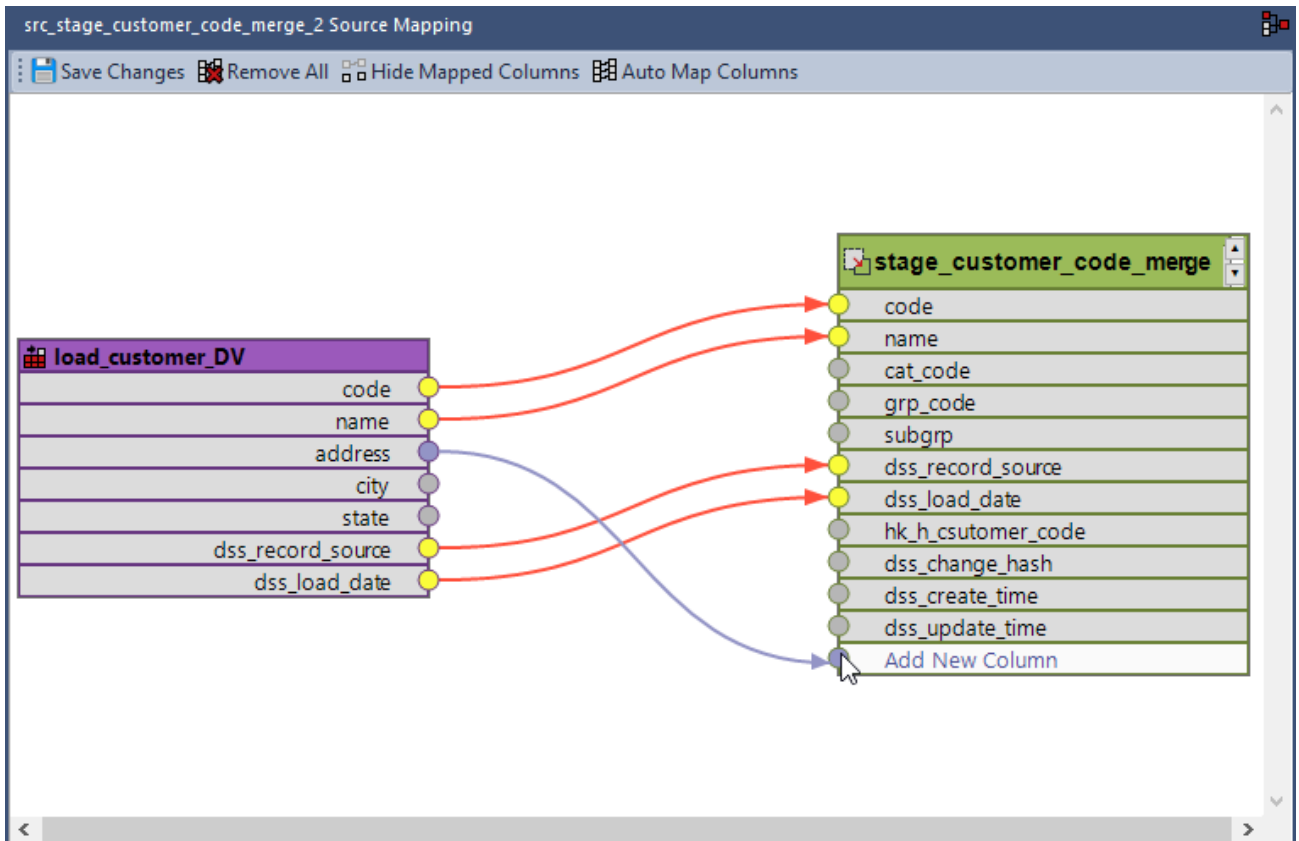 src_stage_customer_code_merge_2 Source Mapping
Save Changes Remove All Hide Mapped Columns Auto Map Columns
load_customer_DV
code
name
address
city
state
dss_record_source
dss_load_date
stage_customer_code_merge
code
name
cat_code
grp_code
subgrp
dss_record_source
dss_load_date
hk_h_csutomer_code
dss_change_hash
dss_create_time
dss_update_time
Add New Column